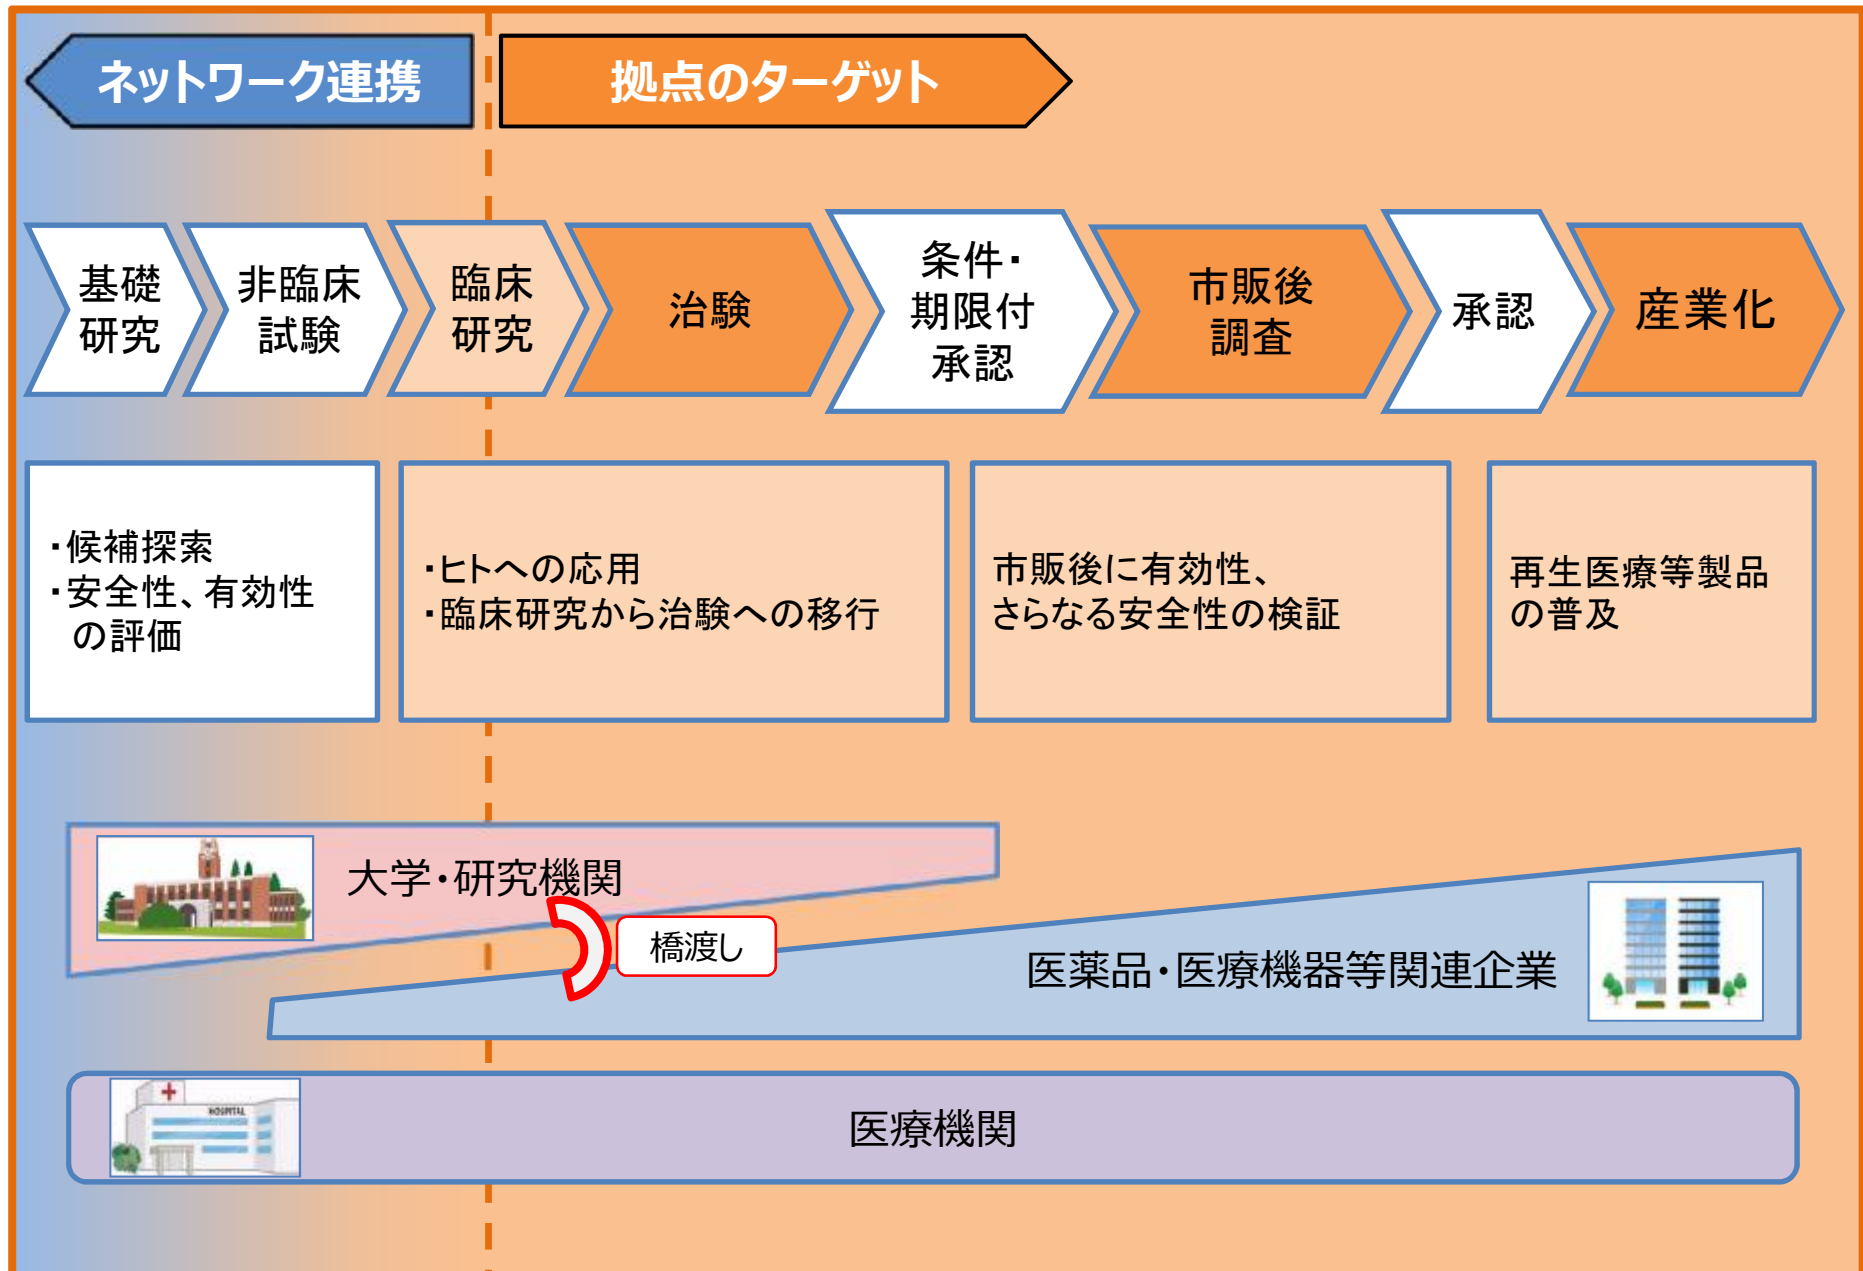 ネットワーク連携
拠点のターゲット
基礎
研究
非臨床
試験
臨床
研究
治験
条件・
期限付
承認
市販後
調査
承認
産業化
・候補探索
・安全性、有効性
の評価
・ヒトへの応用
・臨床研究から治験への移行
市販後に有効性、
さらなる安全性の検証
再生医療等製品
の普及
大学・研究機関
橋渡し
医薬品・医療機器等関連企業
HOSPITAL
医療機関